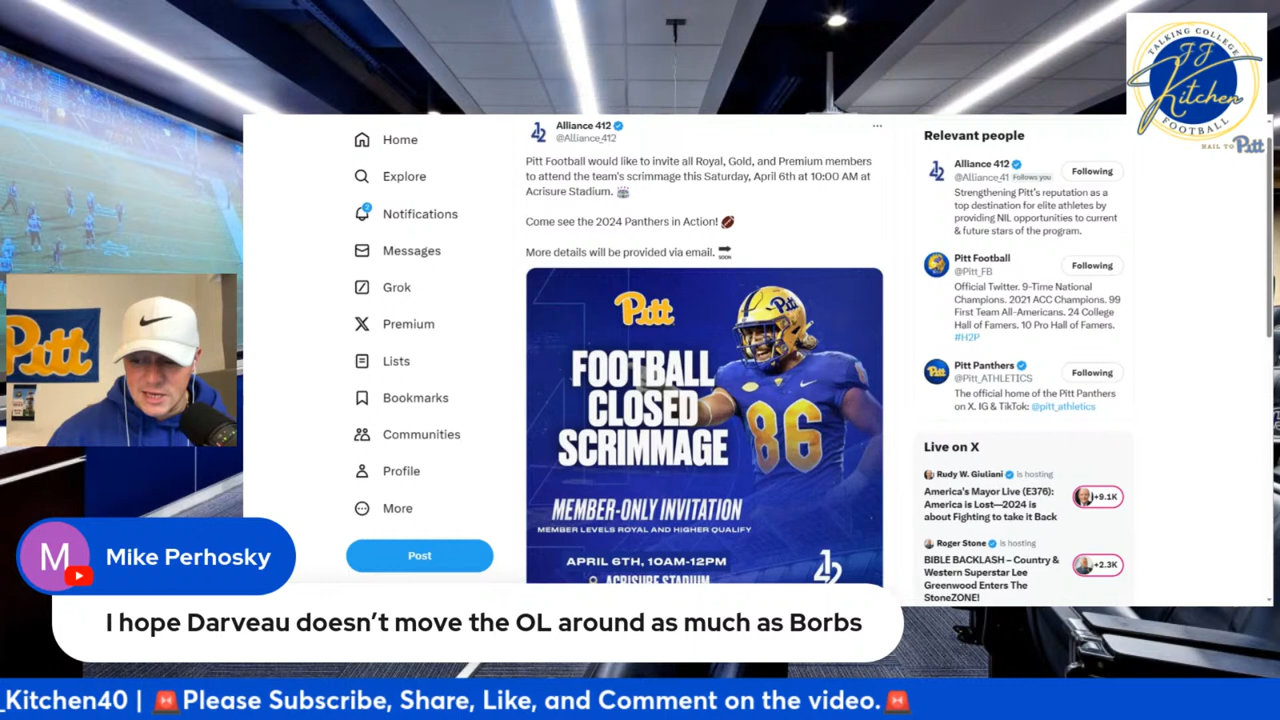 TALKING COLLEGE
JJ
Kitchen
FOOTBALL
HAIL TO Pitt
Home
Explore
Notifications
2
Messages
Grok
Premium
Lists
Bookmarks
Communities
Profile
More
Post
Alliance 412
@Alliance_412
Pitt Football would like to invite all Royal, Gold, and Premium members
to attend the team's scrimmage this Saturday, April 6th at 10:00 AM at
Acrisure Stadium. 🏟️
Come see the 2024 Panthers in Action! 🏈
More details will be provided via email. 🔜
Pitt
FOOTBALL
CLOSED
SCRIMMAGE
Pitt
86
MEMBER-ONLY INVITATION
MEMBER LEVELS ROYAL AND HIGHER QUALIFY
APRIL 6TH, 10AM-12PM
ACRISURE STADIUM
412
Relevant people
Alliance 412
@Alliance_41 Follows you
Following
Strengthening Pitt's reputation as a
top destination for elite athletes by
providing NIL opportunities to current
& future stars of the program.
Pitt Football
@Pitt_FB
Following
Official Twitter. 9-Time National
Champions. 2021 ACC Champions. 99
First Team All-Americans. 24 College
Hall of Famers. 10 Pro Hall of Famers.
#H2P
Pitt Panthers
@Pitt_ATHLETICS
Following
The official home of the Pitt Panthers
on X. IG & TikTok: @pitt_athletics
Live on X
Rudy W. Giuliani is hosting
America's Mayor Live (E376):
America is Lost—2024 is
about Fighting to take it Back
+9.1K
Roger Stone is hosting
BIBLE BACKLASH – Country &
Western Superstar Lee
Greenwood Enters The
StoneZONE!
+2.3K
Pitt
M
Mike Perhosky
I hope Darveau doesn't move the OL around as much as Borbs
_Kitchen40 | 🚨Please Subscribe, Share, Like, and Comment on the video.🚨